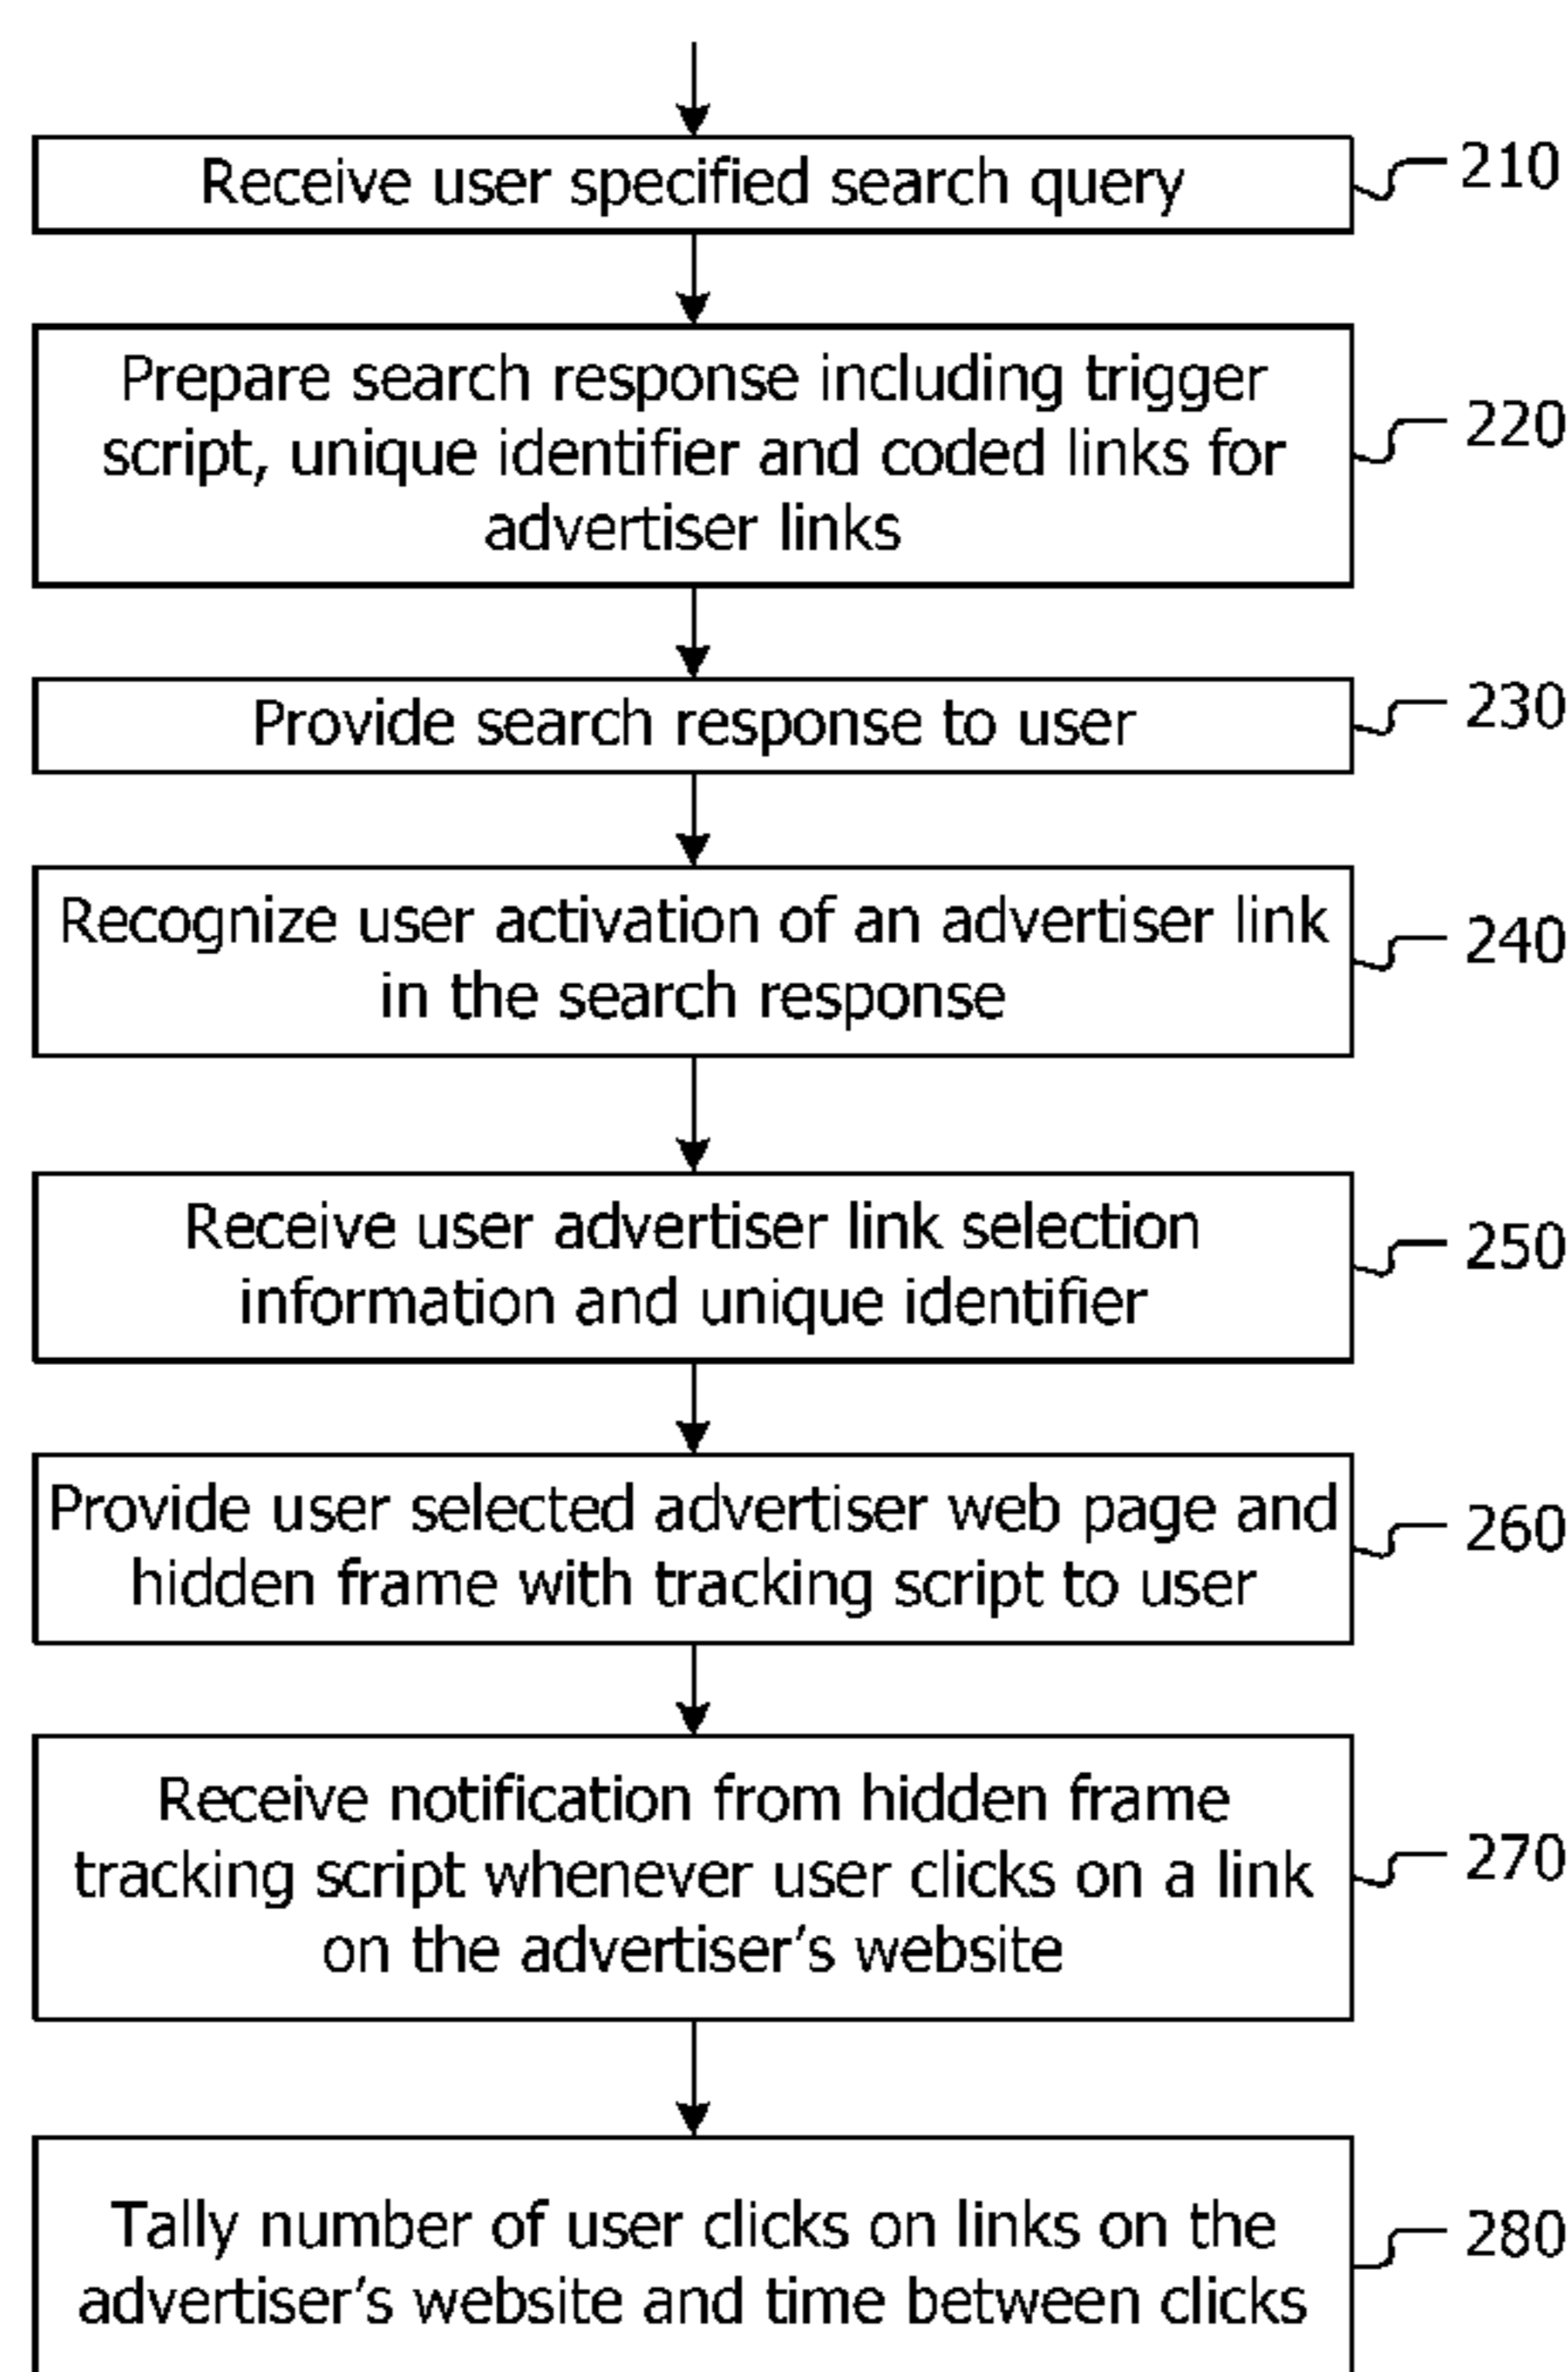 Receive user specified search query
210
Prepare search response including trigger
script, unique identifier and coded links for
advertiser links
220
Provide search response to user
230
Recognize user activation of an advertiser link
in the search response
240
Receive user advertiser link selection
information and unique identifier
250
Provide user selected advertiser web page and
hidden frame with tracking script to user
260
Receive notification from hidden frame
tracking script whenever user clicks on a link
on the advertiser’s website
270
Tally number of user clicks on links on the
advertiser’s website and time between clicks
280